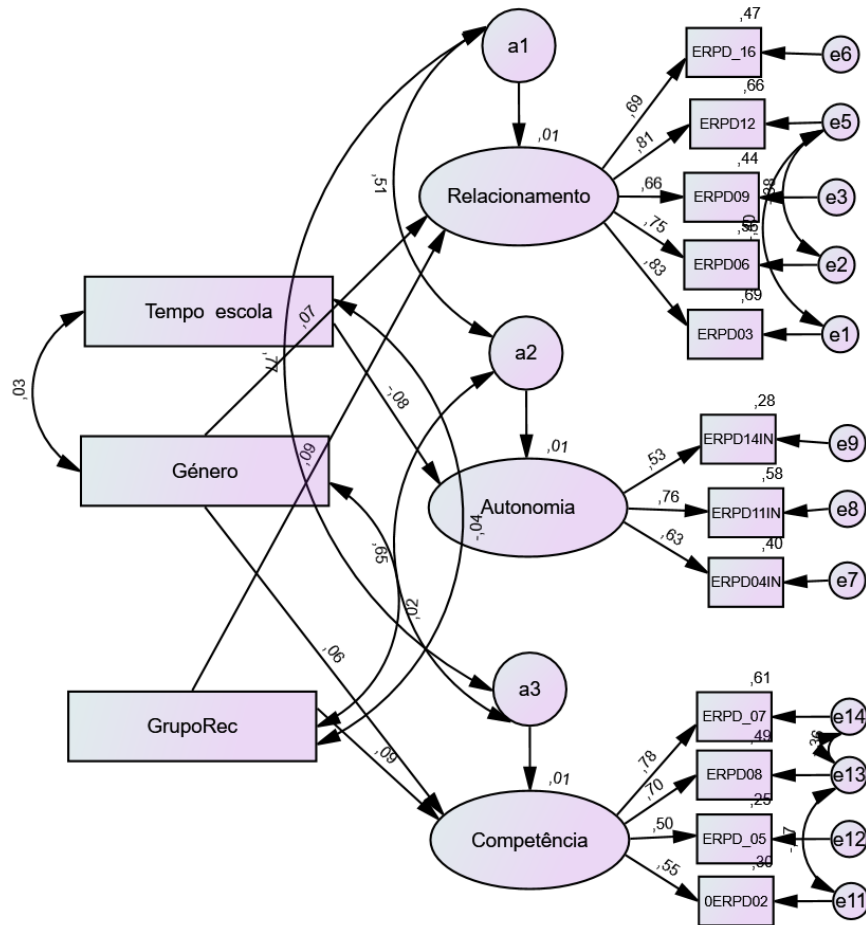 ,47
a1
ERPD_16
e6
,69
,66
,01
,81
ERPD12
e5
,44
Relacionamento
,66
ERPD09
e3
,51
,75
ERPD06
e2
,83
,69
Tempo escola
,07
ERPD03
e1
a2
,77
,03
-,08
,28
,01
ERPD14IN
e9
,53
Género
,09
,58
Autonomia
,76
ERPD11IN
e8
-,04
,63
,40
,65
ERPD04IN
e7
,02
,06
a3
,61
GrupoRec
ERPD_07
e14
,49
,36
,09
,78
,01
,70
ERPD08
e13
,25
Competência
,50
ERPD_05
e12
,30
,55
0ERPD02
e11